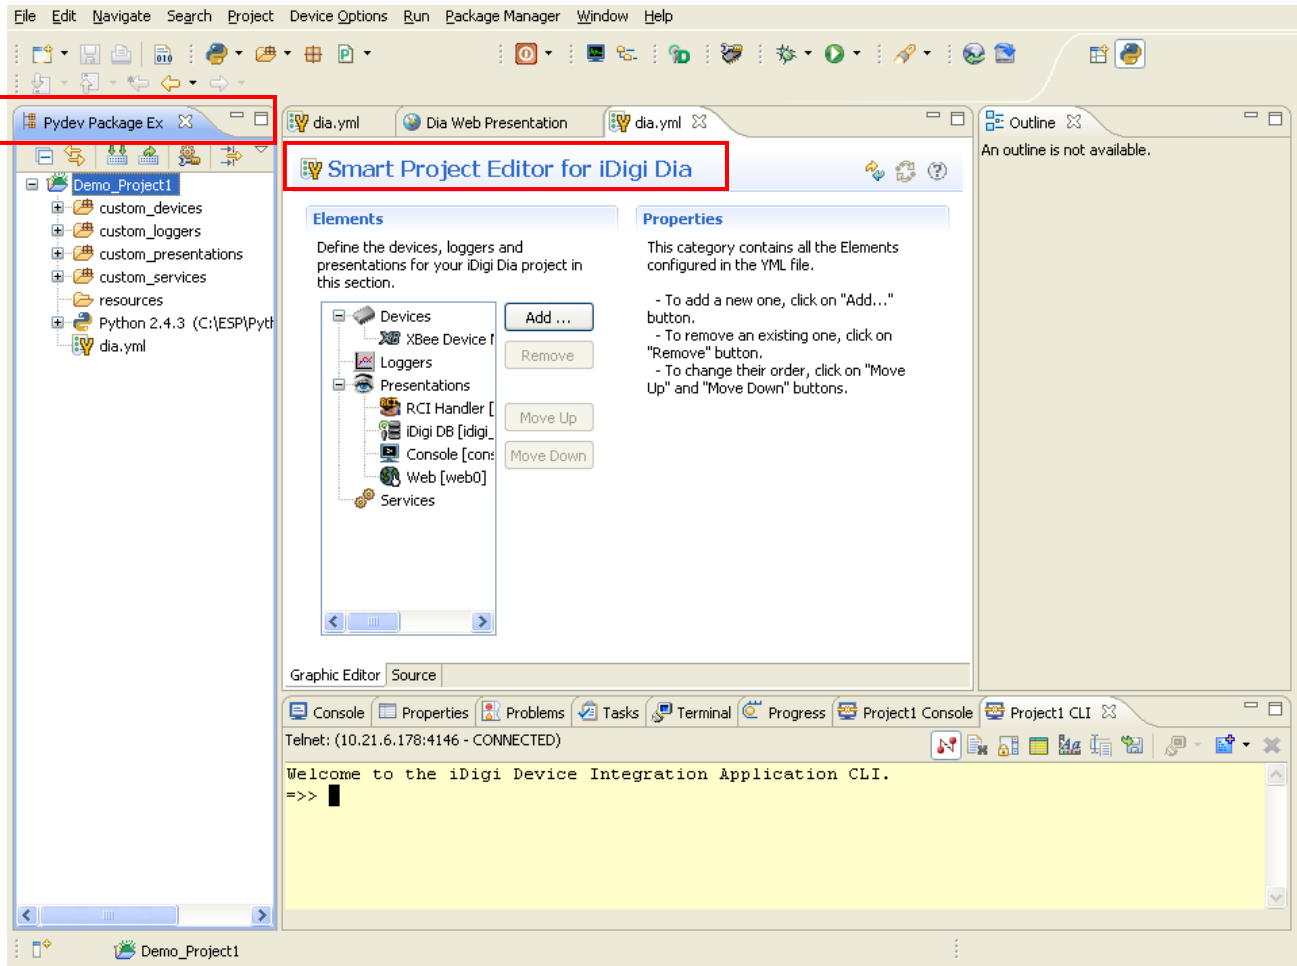 File Edit Navigate Search Project Device Options Run Package Manager Window Help
Pydev Package Ex
dia.yml
Dia Web Presentation
dia.yml
Outline
An outline is not available.
Smart Project Editor for iDigi Dia
Demo_Project1
custom_devices
custom_loggers
custom_presentations
custom_services
resources
Python 2.4.3 (C:\ESP\Pyth
dia.yml
Elements
Define the devices, loggers and
presentations for your iDigi Dia project in
this section.
Devices
XBee Device M
Loggers
Presentations
RCI Handler [
iDigi DB [idigi_
Console [cons
Web [web0]
Services
Add ...
Remove
Move Up
Move Down
Properties
This category contains all the Elements
configured in the YML file.
- To add a new one, click on "Add..."
button.
- To remove an existing one, click on
"Remove" button.
- To change their order, click on "Move
Up" and "Move Down" buttons.
Graphic Editor Source
Console Properties Problems Tasks Terminal Progress Project1 Console Project1 CLI
Telnet: (10.21.6.178:4146 - CONNECTED)
Welcome to the iDigi Device Integration Application CLI.
=>>
Demo_Project1